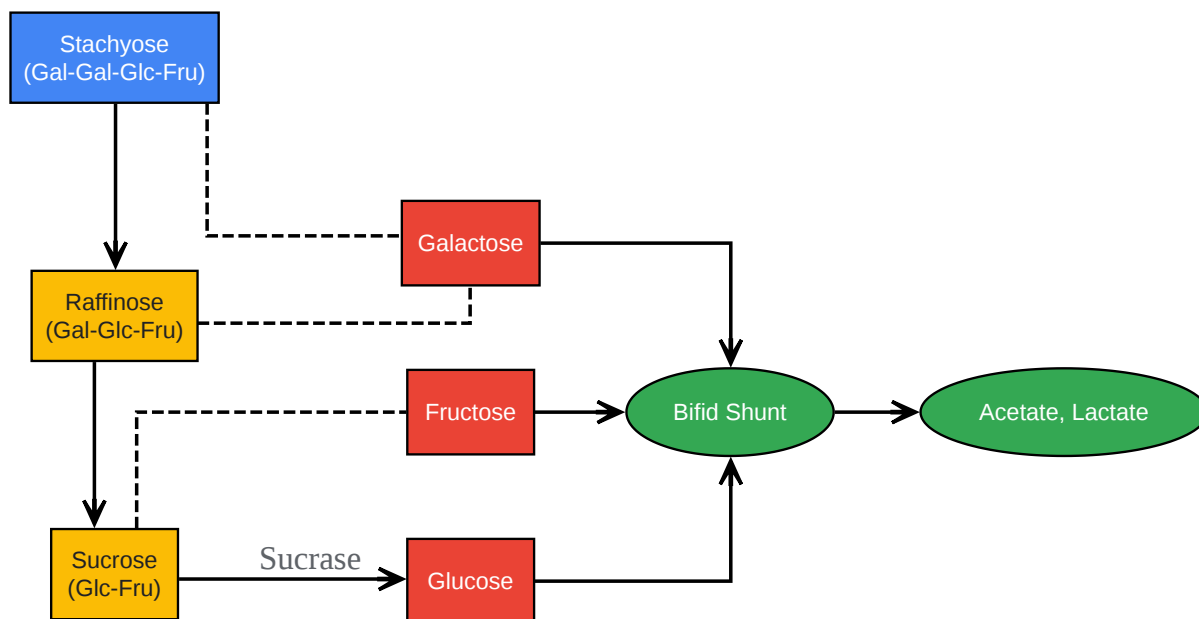 Stachyose
(Gal-Gal-Glc-Fru)
Galactose
Raffinose
(Gal-Glc-Fru)
Fructose
Bifid Shunt
Acetate, Lactate
Sucrose
(Glc-Fru)
Sucrase
Glucose